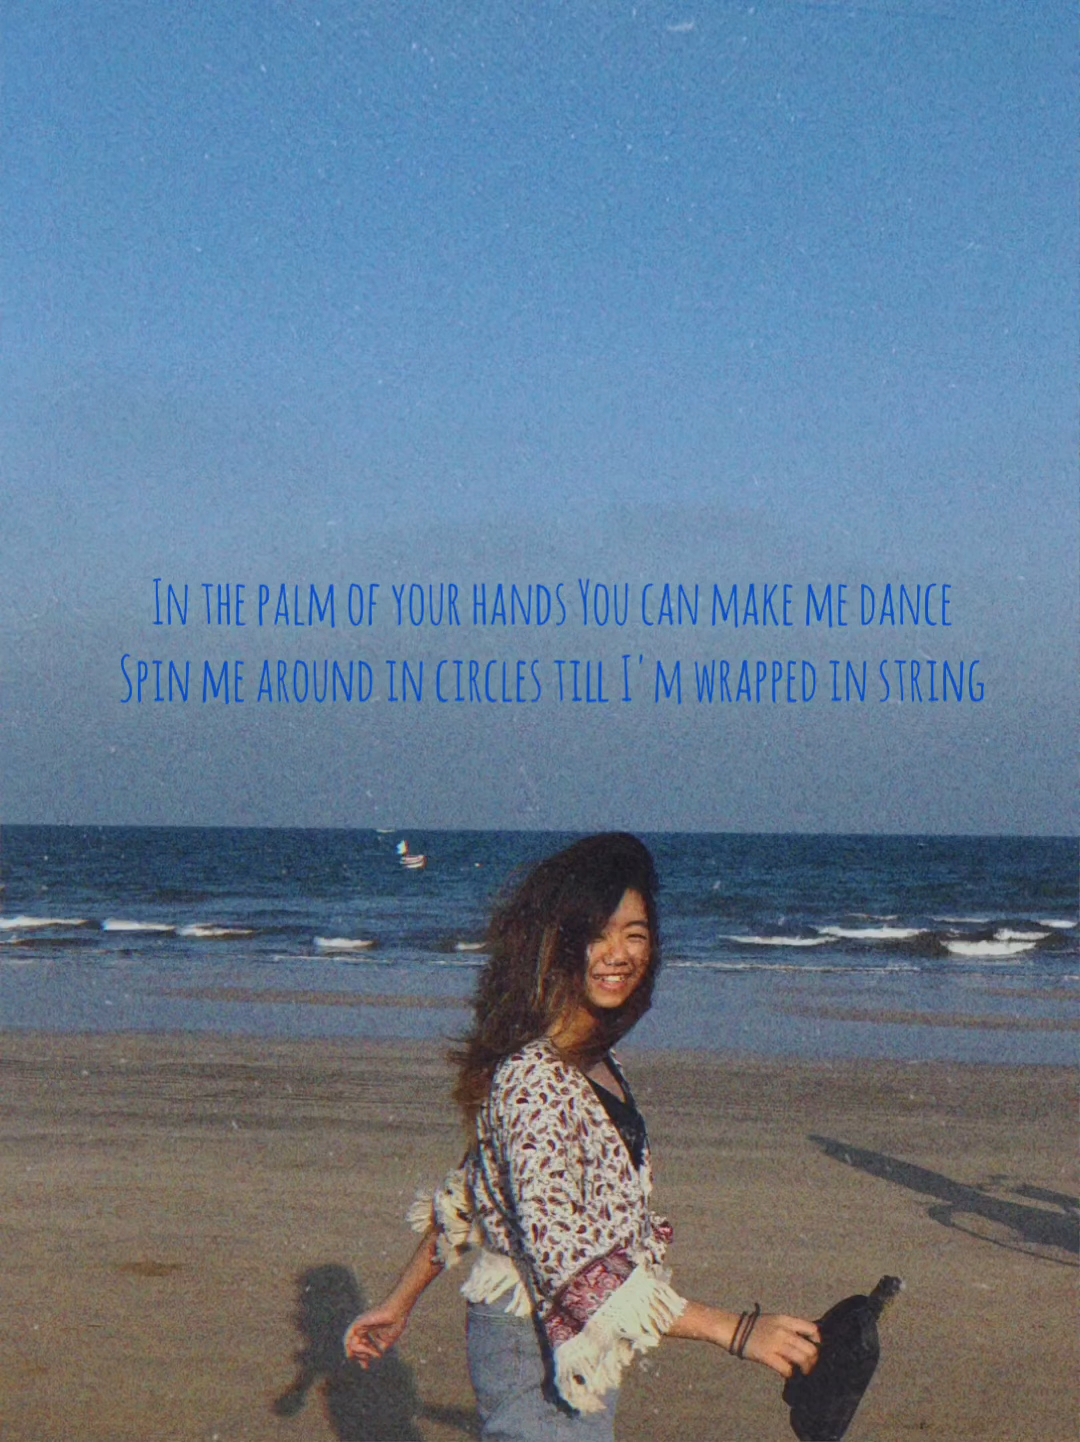 In the palm of your hands You can make me dance
Spin me around in circles till I'm wrapped in string